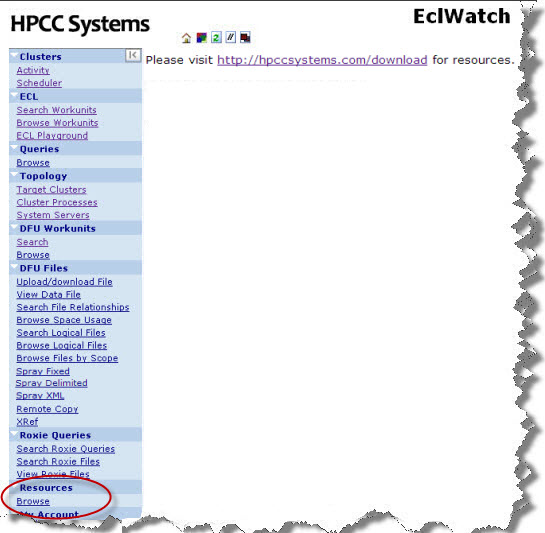 HPCC Systems
EclWatch
Clusters
Activity
Scheduler
ECL
Search Workunits
Browse Workunits
ECL Playground
Queries
Browse
Topology
Target Clusters
Cluster Processes
System Servers
DFU Workunits
Search
Browse
DFU Files
Upload/download File
View Data File
Search File Relationships
Browse Space Usage
Search Logical Files
Browse Logical Files
Browse Files by Scope
Spray Fixed
Spray Delimited
Spray XML
Remote Copy
XRef
Roxie Queries
Search Roxie Queries
Search Roxie Files
View Roxie Files
Resources
Browse
My Account
Please visit http://hpccsystems.com/download for resources.